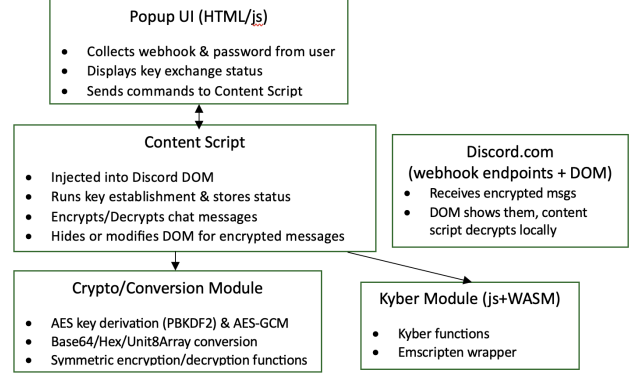 Popup UI (HTML/js)
• Collects webhook & password from user
• Displays key exchange status
• Sends commands to Content Script
Content Script
• Injected into Discord DOM
• Runs key establishment & stores status
• Encrypts/Decrypts chat messages
• Hides or modifies DOM for encrypted messages
Discord.com
(webhook endpoints + DOM)
• Receives encrypted msgs
• DOM shows them, content
script decrypts locally
Crypto/Conversion Module
• AES key derivation (PBKDF2) & AES-GCM
• Base64/Hex/Unit8Array conversion
• Symmetric encryption/decryption functions
Kyber Module (js+WASM)
• Kyber functions
• Emscripten wrapper